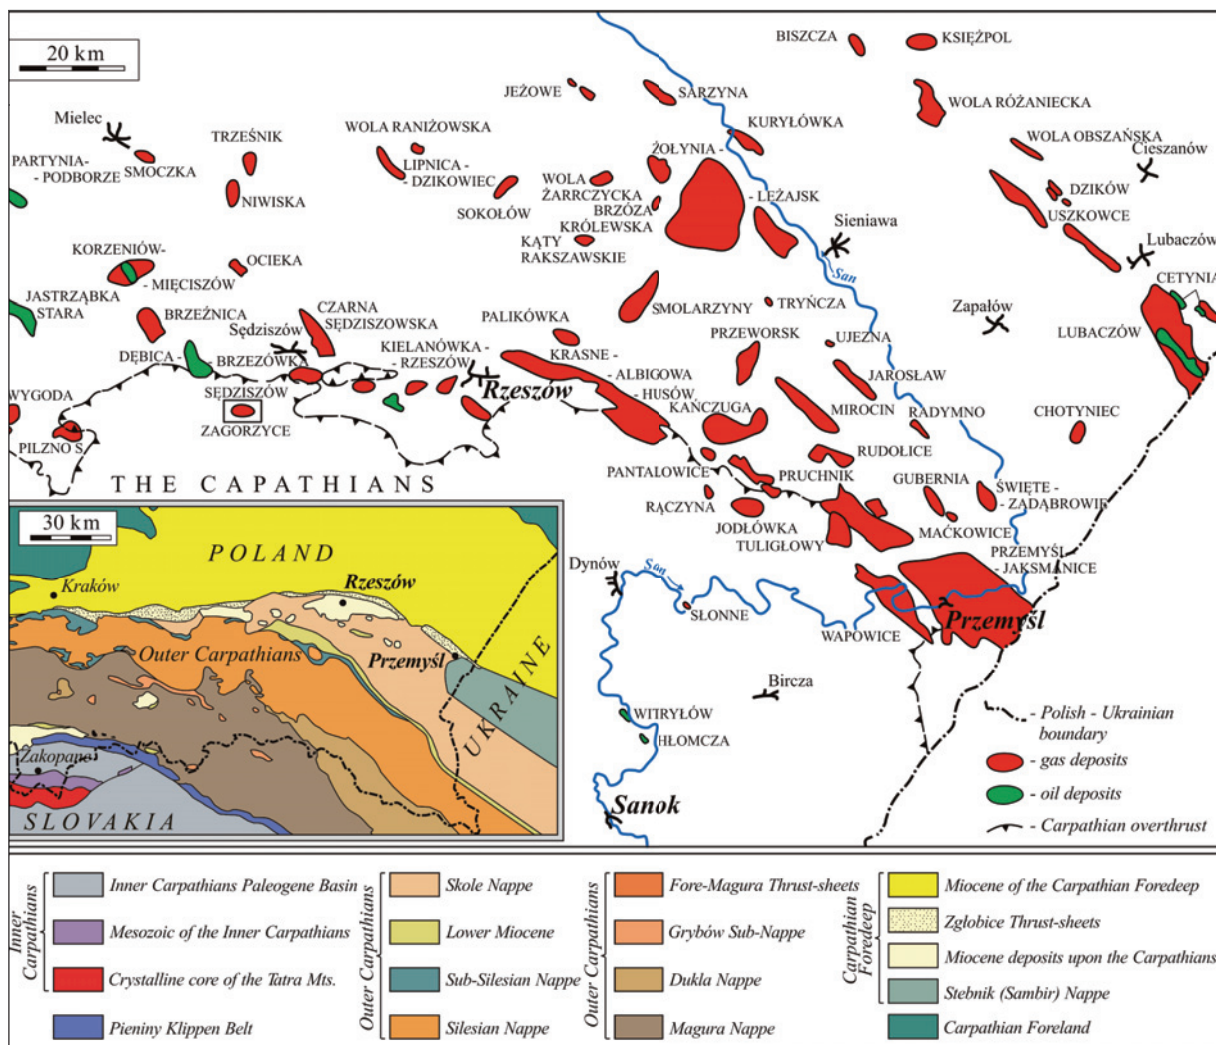 20 km
BISZCZA
KSIĘŻPOL
JEŻOWE
SARZYNA
WOLA RÓŻANIECKA
Mielec
TRZEŚNIK
WOLA RANIŻOWSKA
KURYŁÓWKA
WOLA OBSZAŃSKA
Cieszanów
PARTYNIA-
- PODBORZE
SMOCZKA
LIPNICA -
- DZIKOWIEC
ŻOŁYNIA -
- LEŻAJSK
NIWISKA
SOKOŁÓW
WOLA
ŻARRCZYCKA
BRZÓZA
KRÓLEWSKA
DZIKÓW
USZKOWCE
Sieniawa
KĄTY
RAKSZAWSKIE
Lubaczów
KORZENIÓW-
- MIĘCISZÓW
OCIEKA
San
CETYNIA
JASTRZĄBKA
STARA
BRZEŹNICA
CZARNA
SĘDZISZOWSKA
PALIKÓWKA
SMOLARZYNY
TRYŃCZA
Zapałów
LUBACZÓW
Sędziszów
PRZEWORSK
UJEZNA
DĘBICA -
- BRZEZÓWKA
KIELANÓWKA -
- RZESZÓW
Rzeszów
KRASNE -
- ALBIGOWA
- HUSÓW
JAROSŁAW
WYGODA
SĘDZISZÓW
ZAGORZYCE
KAŃCZUGA
MIROCIN
RADYMNO
CHOTYNIEC
PILZNO S.
PANTALOWICE
RUDOLICE
THE CAPATHIANS
PRUCHNIK
GUBERNIA
ŚWIĘTE -
- ZADĄBROWIE
RĄCZYNA
JODŁÓWKA
TULIGŁOWY
MAĆKOWICE
PRZEMYŚL
- JAKSMANICE
Dynów
San
SŁONNE
WAPOWICE
Przemyśl
Bircza
WITRYŁÓW
HŁOMCZA
Sanok
- Polish - Ukrainian
boundary
- gas deposits
- oil deposits
- Carpathian overthrust
30 km
POLAND
Kraków
Rzeszów
Outer Carpathians
Przemyśl
UKRAINE
Zakopane
SLOVAKIA
Inner
Carpathians
Inner Carpathians Paleogene Basin
Mesozoic of the Inner Carpathians
Crystalline core of the Tatra Mts.
Pieniny Klippen Belt
Outer Carpathians
Skole Nappe
Lower Miocene
Sub-Silesian Nappe
Silesian Nappe
Outer Carpathians
Fore-Magura Thrust-sheets
Grybów Sub-Nappe
Dukla Nappe
Magura Nappe
Carpathian
Foredeep
Miocene of the Carpathian Foredeep
Zgłobice Thrust-sheets
Miocene deposits upon the Carpathians
Stebnik (Sambir) Nappe
Carpathian Foreland